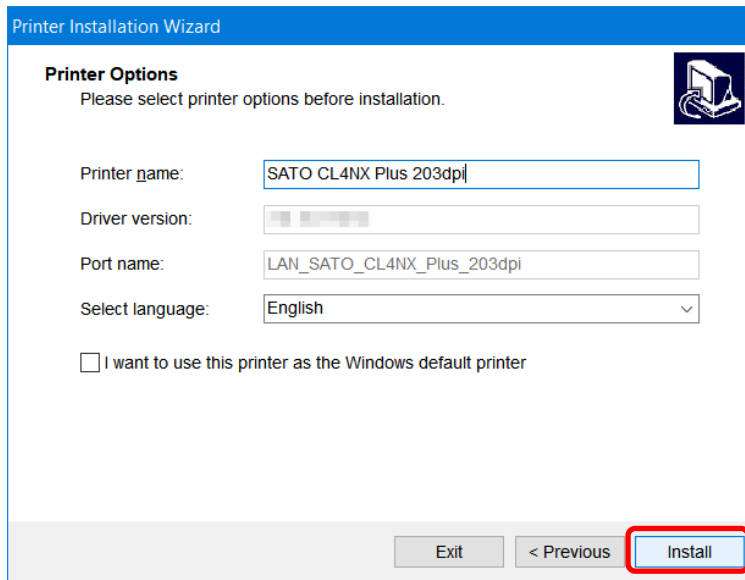 Printer Installation Wizard
Printer Options
Please select printer options before installation.
Printer name: SATO CL4NX Plus 203dpi
Driver version:
Port name: LAN_SATO_CL4NX_Plus_203dpi
Select language: English
I want to use this printer as the Windows default printer
Exit < Previous Install